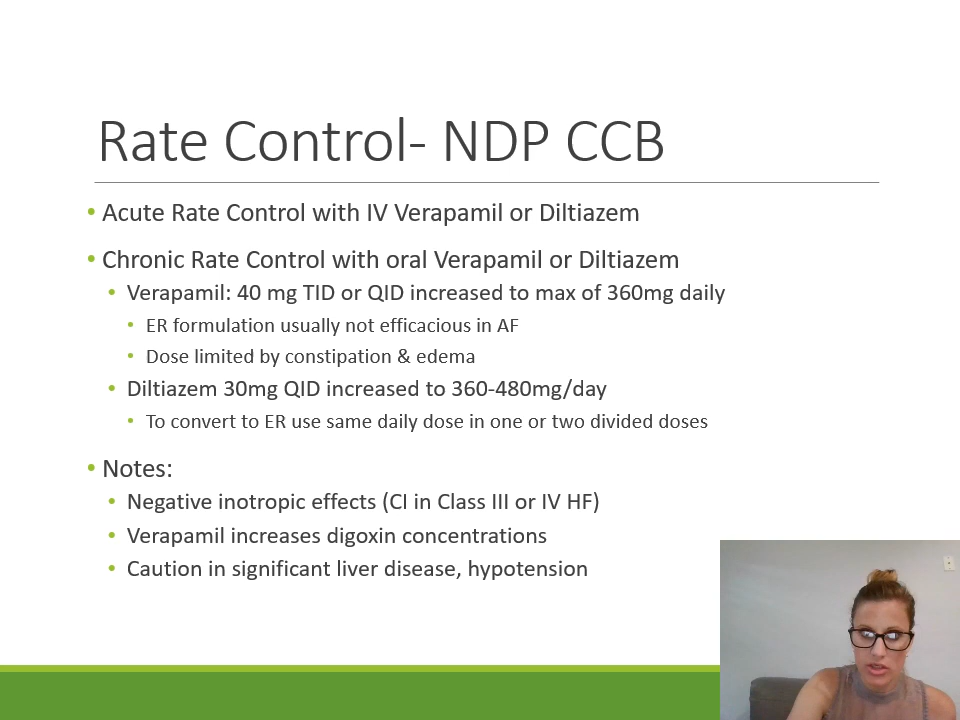 Rate Control- NDP CCB
• Acute Rate Control with IV Verapamil or Diltiazem
• Chronic Rate Control with oral Verapamil or Diltiazem
• Verapamil: 40 mg TID or QID increased to max of 360mg daily
• ER formulation usually not efficacious in AF
• Dose limited by constipation & edema
• Diltiazem 30mg QID increased to 360-480mg/day
• To convert to ER use same daily dose in one or two divided doses
• Notes:
• Negative inotropic effects (CI in Class III or IV HF)
• Verapamil increases digoxin concentrations
• Caution in significant liver disease, hypotension